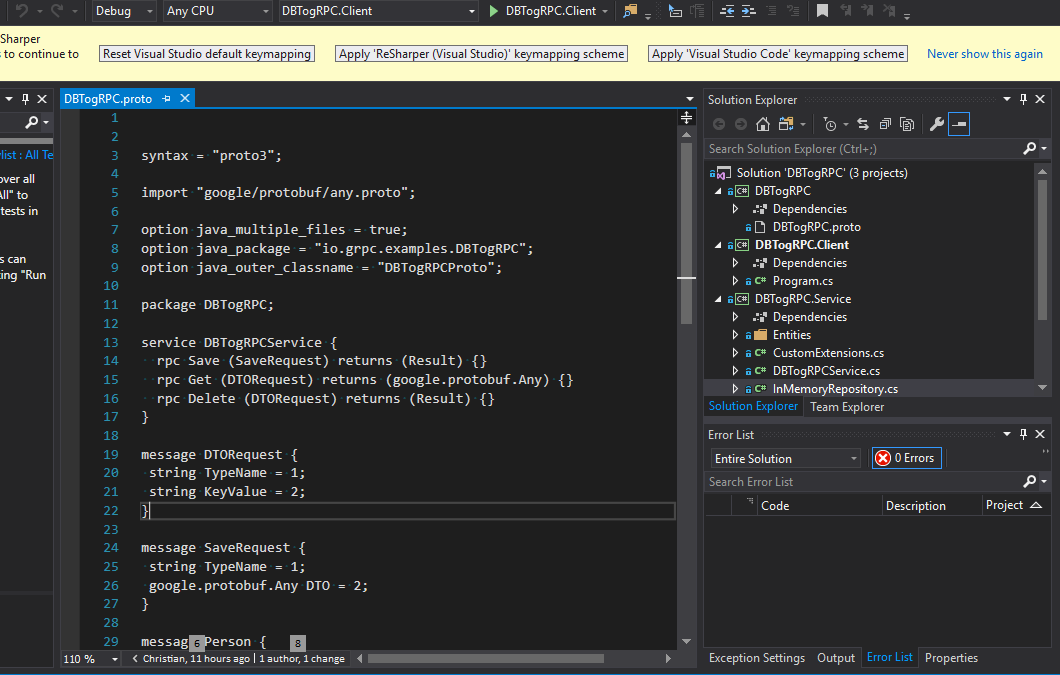 Debug
Any CPU
DBTogRPC.Client
DBTogRPC.Client
Sharper
s to continue to
Reset Visual Studio default keymapping
Apply 'ReSharper (Visual Studio)' keymapping scheme
Apply 'Visual Studio Code' keymapping scheme
Never show this again
list : All Te
over all
All" to
tests in
s can
ting "Run
DBTogRPC.proto
1
2
3 syntax = "proto3";
4
5 import "google/protobuf/any.proto";
6
7 option java_multiple_files = true;
8 option java_package = "io.grpc.examples.DBTogRPC";
9 option java_outer_classname = "DBTogRPCProto";
10
11 package DBTogRPC;
12
13 service DBTogRPCService {
14 rpc Save (SaveRequest) returns (Result) {}
15 rpc Get (DTORequest) returns (google.protobuf.Any) {}
16 rpc Delete (DTORequest) returns (Result) {}
17 }
18
19 message DTORequest {
20 string TypeName = 1;
21 string KeyValue = 2;
22 }
23
24 message SaveRequest {
25 string TypeName = 1;
26 google.protobuf.Any DTO = 2;
27 }
28
29 messag 6 Person { 8
110 %
Christian, 11 hours ago | 1 author, 1 change
Solution Explorer
Search Solution Explorer (Ctrl+;)
Solution 'DBTogRPC' (3 projects)
C# DBTogRPC
Dependencies
DBTogRPC.proto
C# DBTogRPC.Client
Dependencies
C# Program.cs
C# DBTogRPC.Service
Dependencies
Entities
C# CustomExtensions.cs
C# DBTogRPCService.cs
C# InMemoryRepository.cs
Solution Explorer
Team Explorer
Error List
Entire Solution
0 Errors
Search Error List
Code
Description
Project
Exception Settings
Output
Error List
Properties